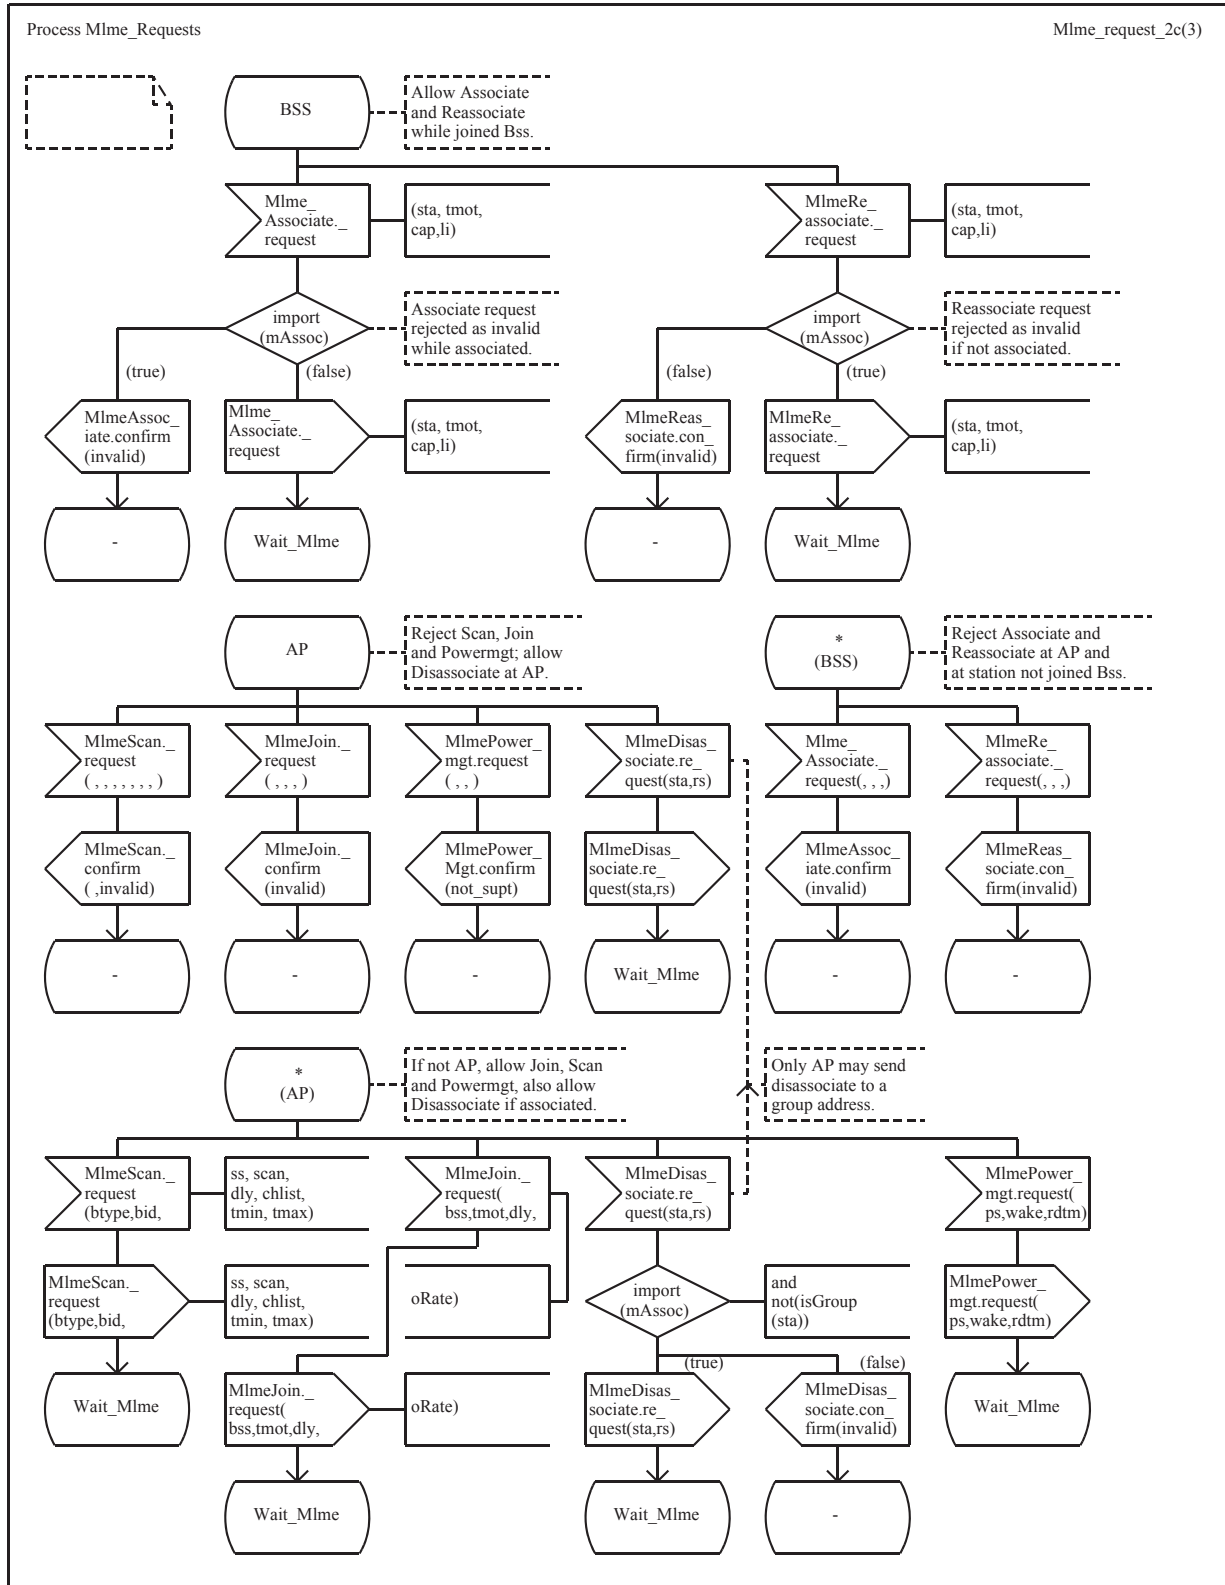 Process Mlme_Requests
Mlme_request_2c(3)
BSS
Allow Associate
and Reassociate
while joined Bss.
Mlme_
Associate._
request
(sta, tmot,
cap,li)
MlmeRe_
associate._
request
(sta, tmot,
cap,li)
import
(mAssoc)
Associate request
rejected as invalid
while associated.
import
(mAssoc)
Reassociate request
rejected as invalid
if not associated.
(true)
(false)
(false)
(true)
MlmeAssoc_
iate.confirm
(invalid)
Mlme_
Associate._
request
(sta, tmot,
cap,li)
MlmeReas_
sociate.con_
firm(invalid)
MlmeRe_
associate._
request
(sta, tmot,
cap,li)
-
Wait_Mlme
-
Wait_Mlme
AP
Reject Scan, Join
and Powermgt; allow
Disassociate at AP.
*
(BSS)
Reject Associate and
Reassociate at AP and
at station not joined Bss.
MlmeScan._
request
( , , , , , , , )
MlmeJoin._
request
( , , , )
MlmePower_
mgt.request
( , , )
MlmeDisas_
sociate.re_
quest(sta,rs)
Mlme_
Associate._
request(, , ,)
MlmeRe_
associate._
request(, , ,)
MlmeScan._
confirm
( ,invalid)
MlmeJoin._
confirm
(invalid)
MlmePower_
Mgt.confirm
(not_supt)
MlmeDisas_
sociate.re_
quest(sta,rs)
MlmeAssoc_
iate.confirm
(invalid)
MlmeReas_
sociate.con_
firm(invalid)
-
-
-
Wait_Mlme
-
-
*
(AP)
If not AP, allow Join, Scan
and Powermgt, also allow
Disassociate if associated.
Only AP may send
disassociate to a
group address.
MlmeScan._
request
(btype,bid,
ss, scan,
dly, chlist,
tmin, tmax)
MlmeJoin._
request(
bss,tmot,dly,
MlmeDisas_
sociate.re_
quest(sta,rs)
MlmePower_
mgt.request(
ps,wake,rdtm)
MlmeScan._
request
(btype,bid,
ss, scan,
dly, chlist,
tmin, tmax)
oRate)
import
(mAssoc)
and
not(isGroup
(sta))
MlmePower_
mgt.request(
ps,wake,rdtm)
(true)
(false)
Wait_Mlme
MlmeJoin._
request(
bss,tmot,dly,
oRate)
MlmeDisas_
sociate.re_
quest(sta,rs)
MlmeDisas_
sociate.con_
firm(invalid)
Wait_Mlme
Wait_Mlme
Wait_Mlme
-